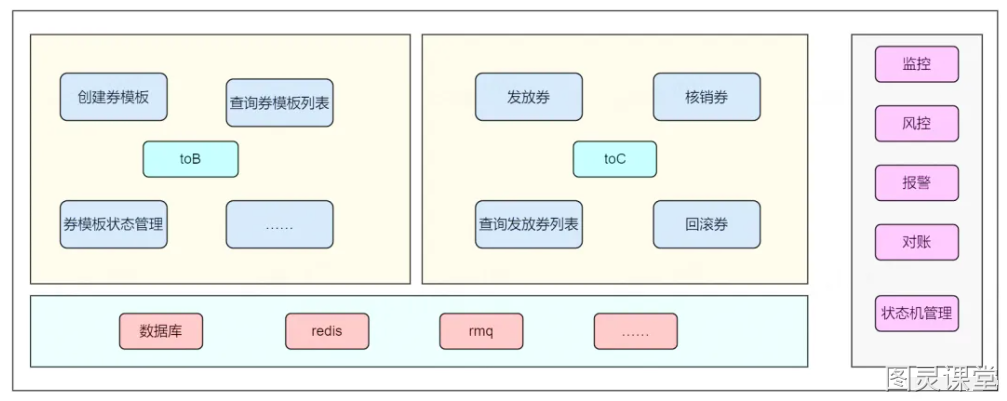 创建券模板
查询券模板列表
toB
券模板状态管理
……
发放券
核销券
toC
查询发放券列表
回滚券
数据库
redis
rmq
……
监控
风控
报警
对账
状态机管理
图灵课堂